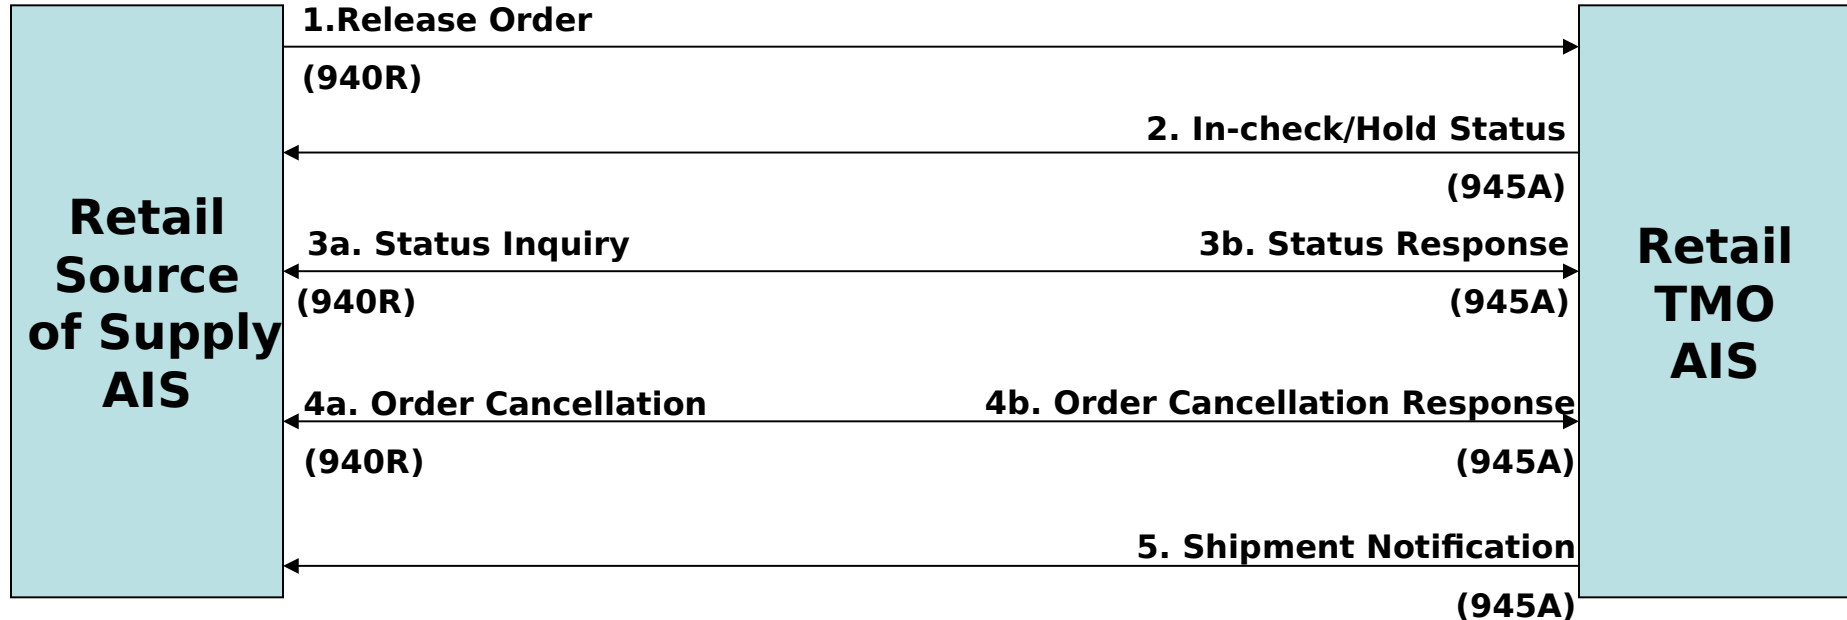 1.Release Order
(940R)
2. In-check/Hold Status
(945A)
3a. Status Inquiry
3b. Status Response
(940R)
(945A)
4a. Order Cancellation
4b. Order Cancellation Response
(940R)
(945A)
5. Shipment Notification
(945A)
Retail
Source
of Supply
AIS
Retail
TMO
AIS